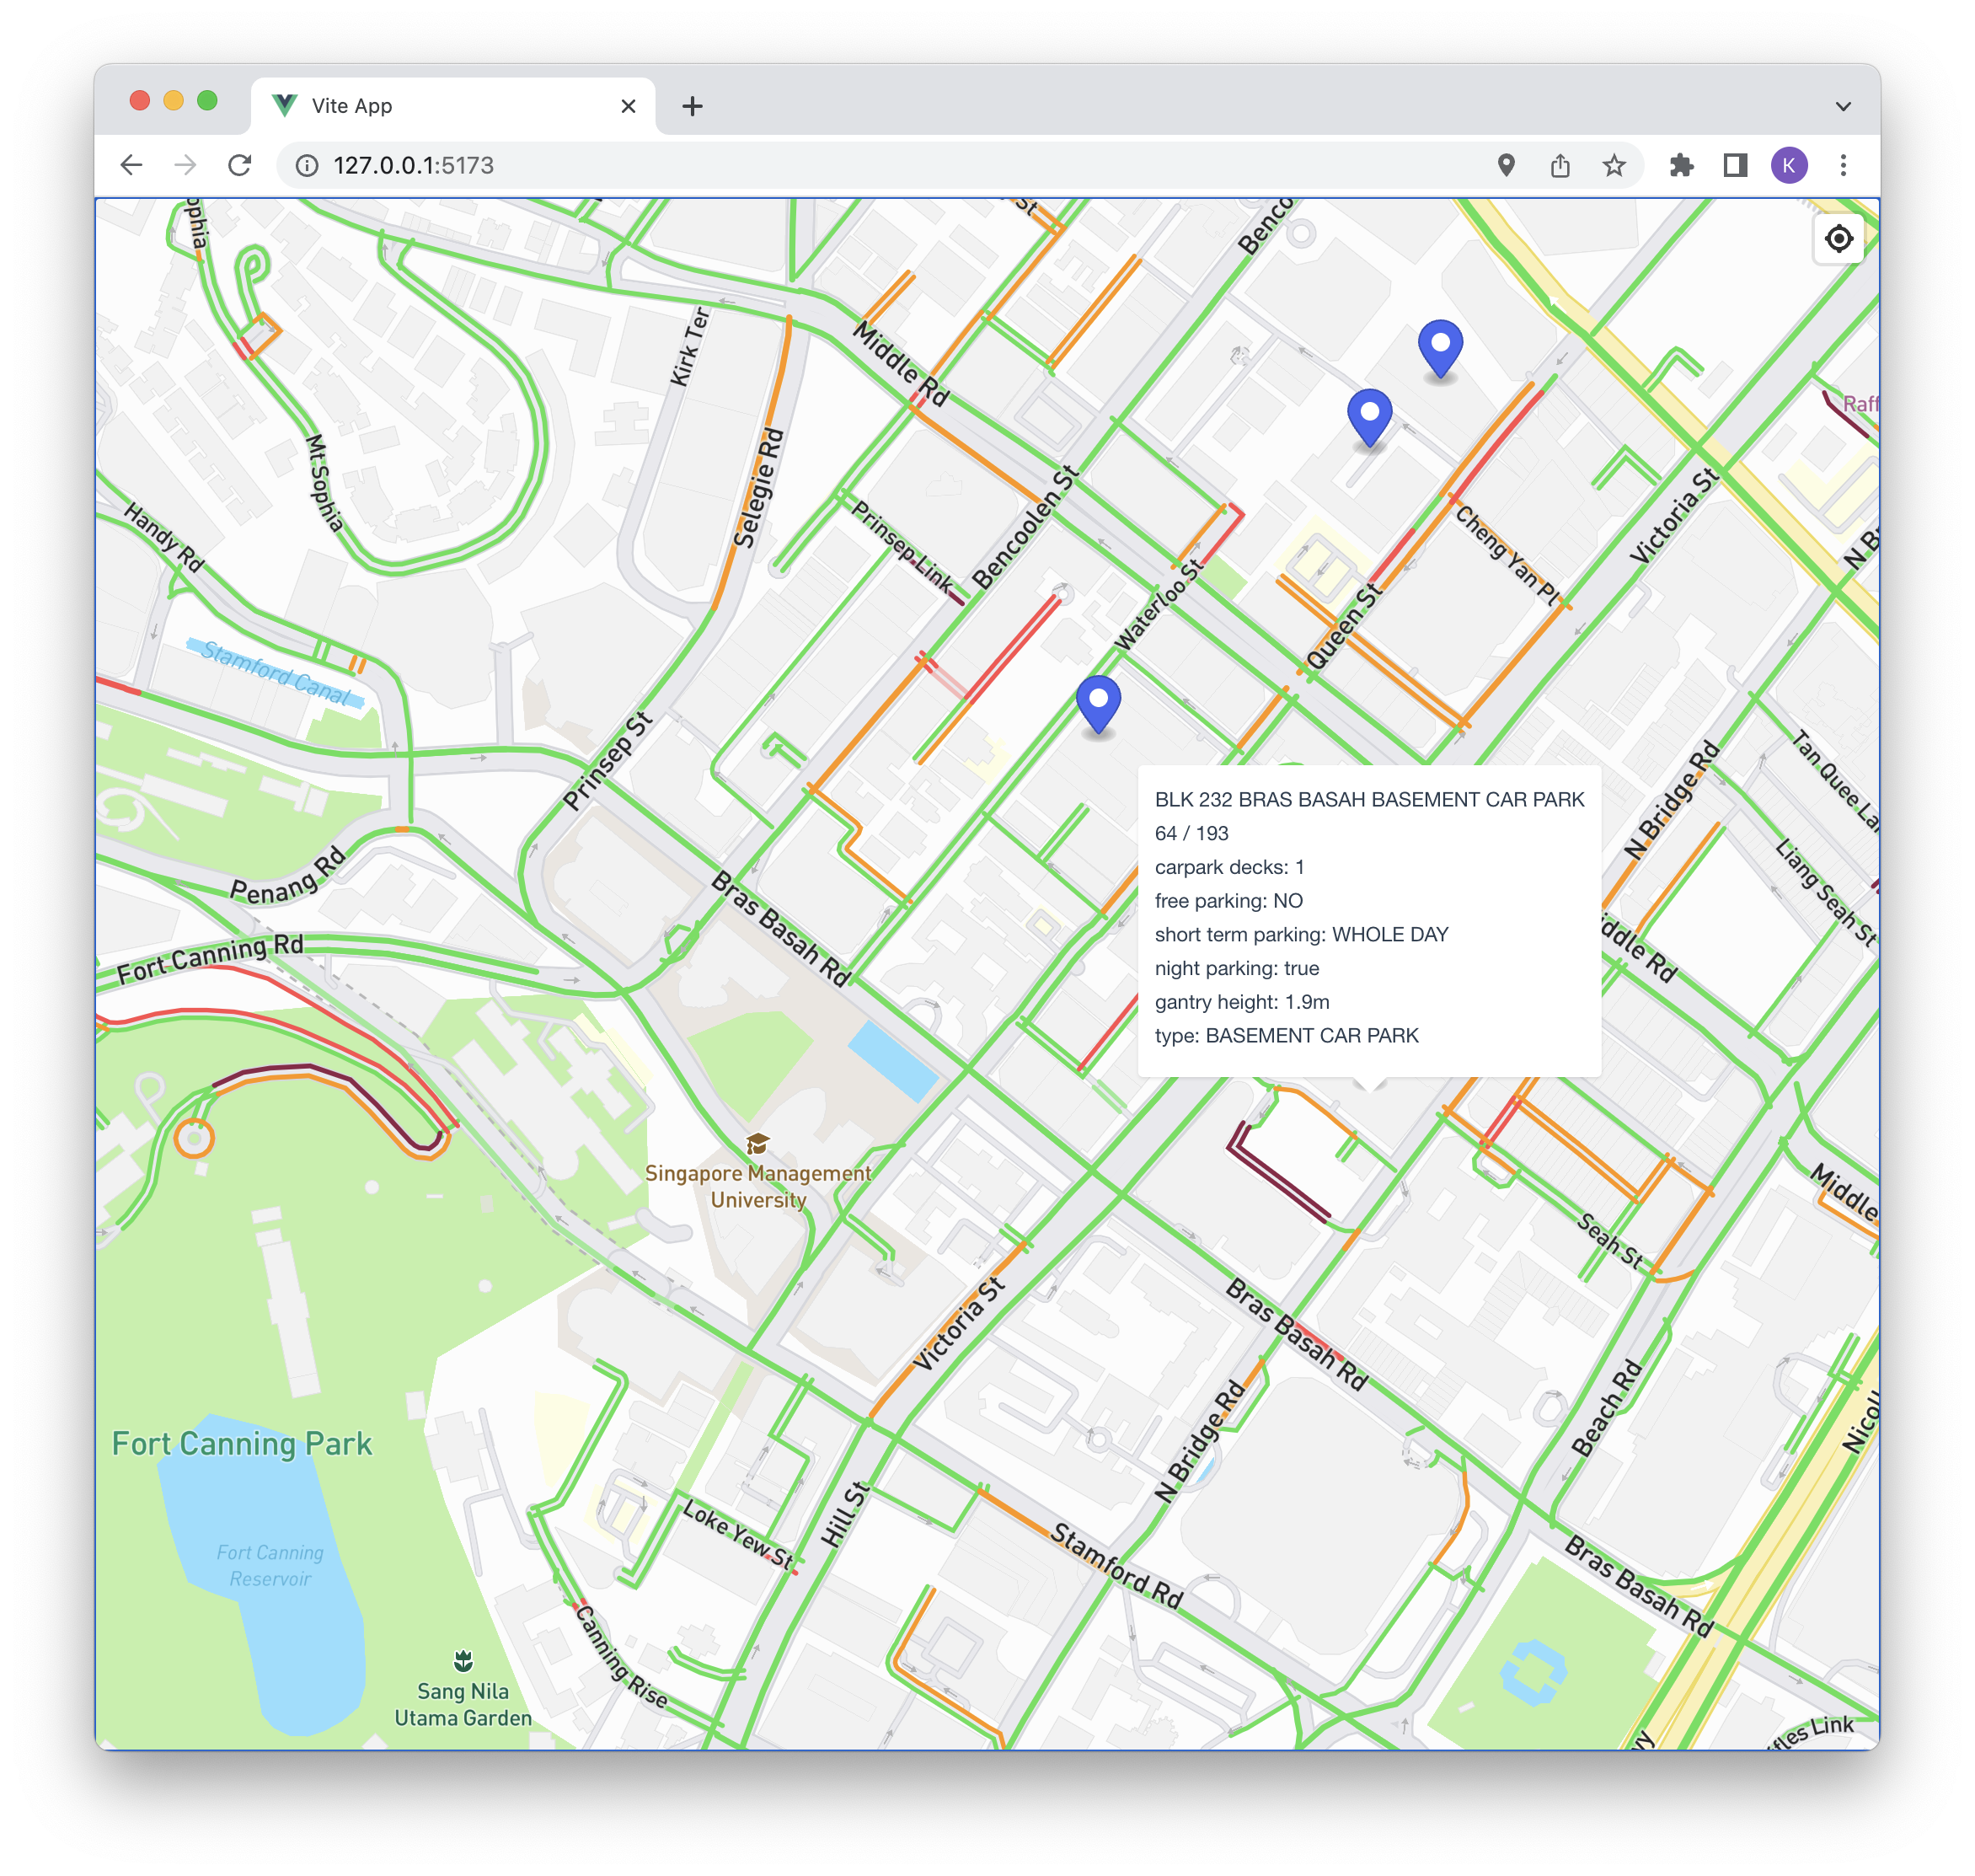 Vite App
127.0.0.1:5173
K
ophia
St
Benco
Kirk Ter
Middle Rd
Raff
Mt Sophia
Selegie Rd
Handy Rd
Prinsep Link
Bencoolen St
Cheng Yan Pl
Victoria St
N B
Waterloo St
Queen St
Stamford Canal
Prinsep St
N Bridge Rd
Tan Quee La
Liang Seah St
BLK 232 BRAS BASAH BASEMENT CAR PARK
64 / 193
carpark decks: 1
free parking: NO
short term parking: WHOLE DAY
night parking: true
gantry height: 1.9m
type: BASEMENT CAR PARK
Penang Rd
Bras Basah Rd
iddle Rd
Fort Canning Rd
Singapore Management
University
Middle
Seah St
Victoria St
Bras Basah Rd
Beach Rd
N Bridge Rd
Nicoll
Fort Canning Park
Hill St
Loke Yew St
Stamford Rd
Fort Canning
Reservoir
Bras Basah Rd
Canning Rise
Sang Nila
Utama Garden
wy
ffles Link